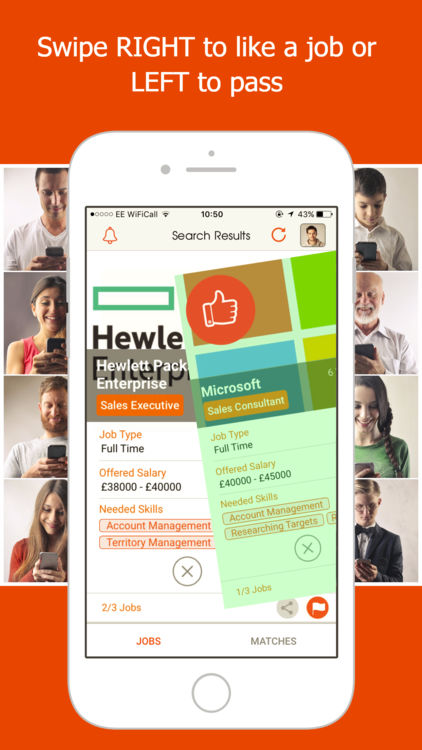 Swipe RIGHT to like a job or
LEFT to pass
EE WiFiCall
10:50
43%
Search Results
Hewle
Enterpri
Hewlett Pack
Enterprise
Sales Executive
Job Type
Full Time
Offered Salary
£38000 - £40000
Needed Skills
Account Management
Territory Management
2/3 Jobs
Microsoft
6
Sales Consultant
Job Type
Full Time
Offered Salary
£40000 - £45000
Needed Skills
Account Management
Researching Targets
1/3 Jobs
JOBS
MATCHES